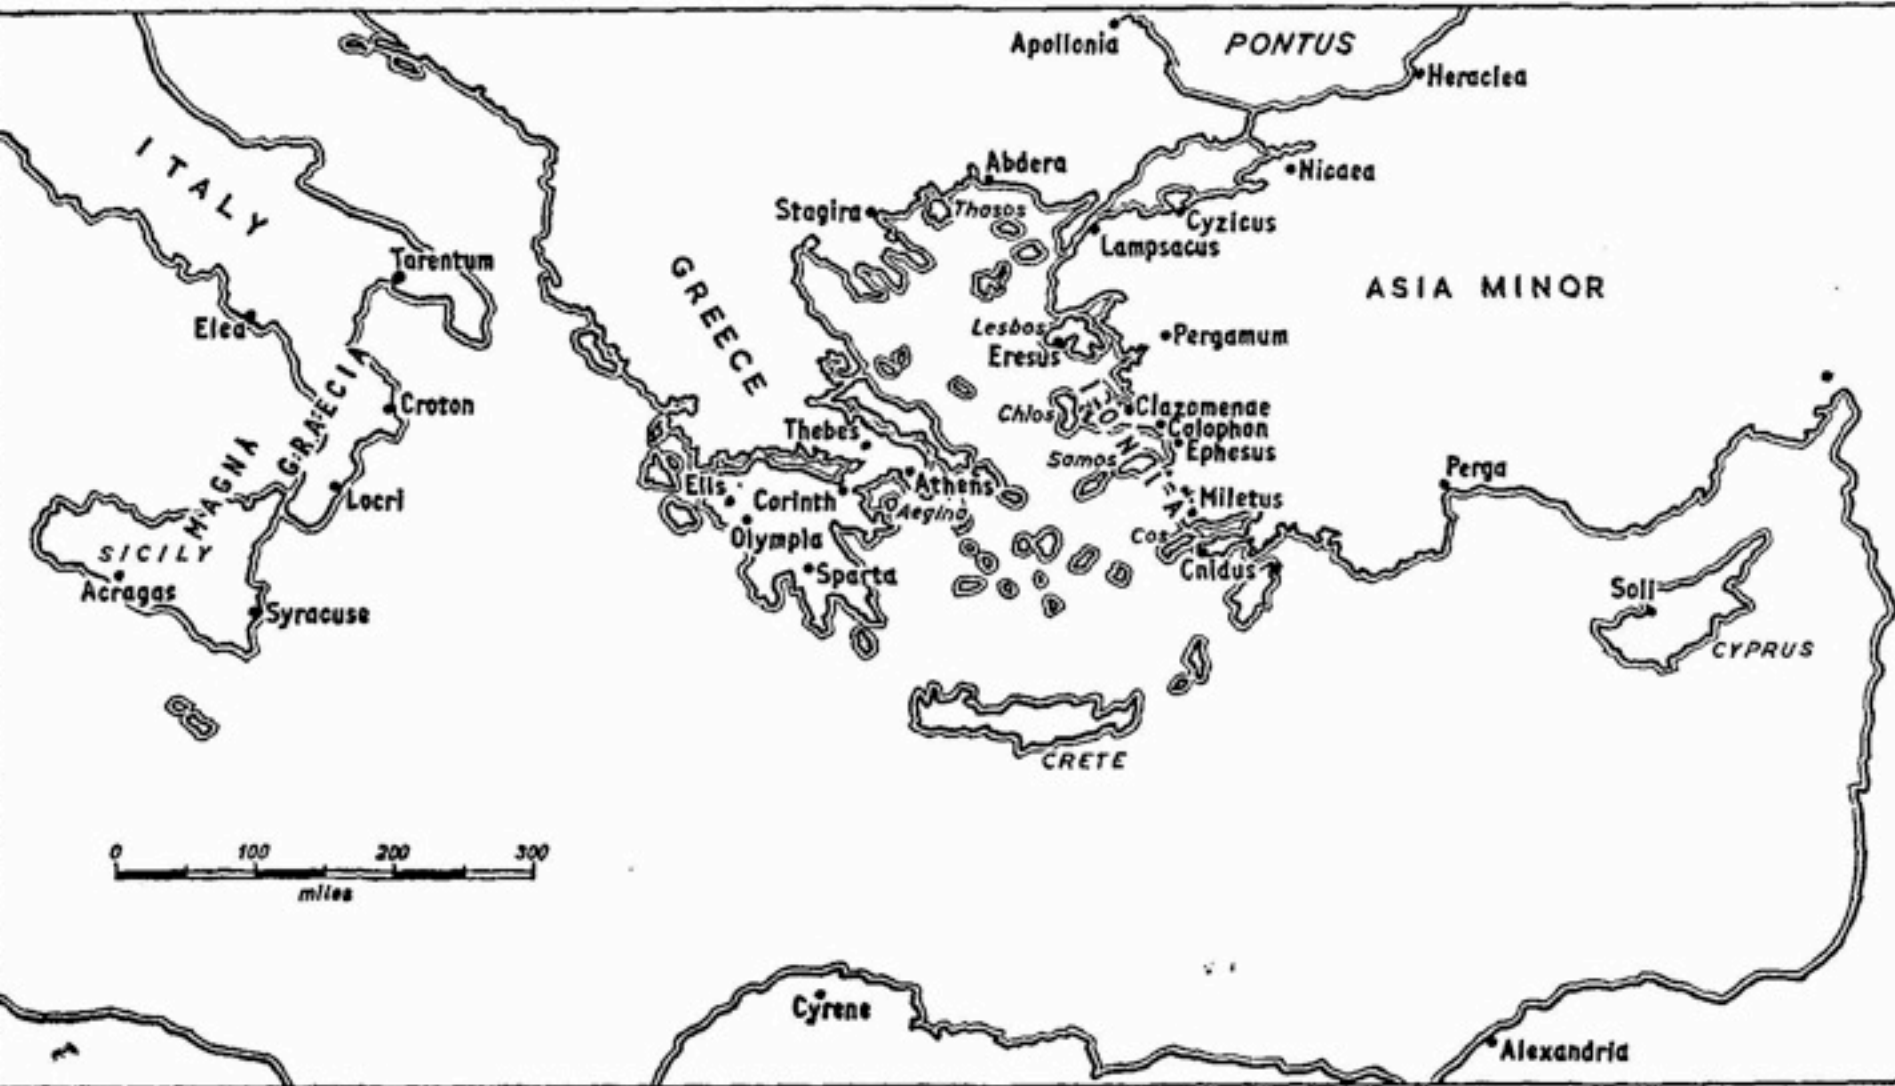 Apollonia
PONTUS
Heraclea
ITALY
Abdera
Nicaea
Stagira
Thasos
Cyzicus
Lampsacus
Tarentum
GREECE
ASIA MINOR
Elea
Lesbos
Eresus
Pergamum
MAGNA GRAECIA
Croton
Chios
IONIA
Clazomenae
Colophon
Thebes
Ephesus
Samos
Perga
Locri
Elis
Corinth
Athens
Miletus
Aegina
SICILY
Olympia
Cos
Acragas
Sparta
Cnidus
Soli
Syracuse
CYPRUS
CRETE
0 100 200 300
miles
Cyrene
Alexandria